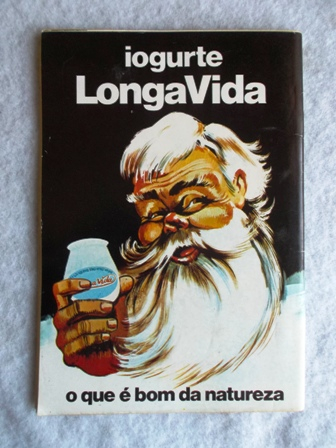 iogurte
LongaVida
o que é bom da natureza